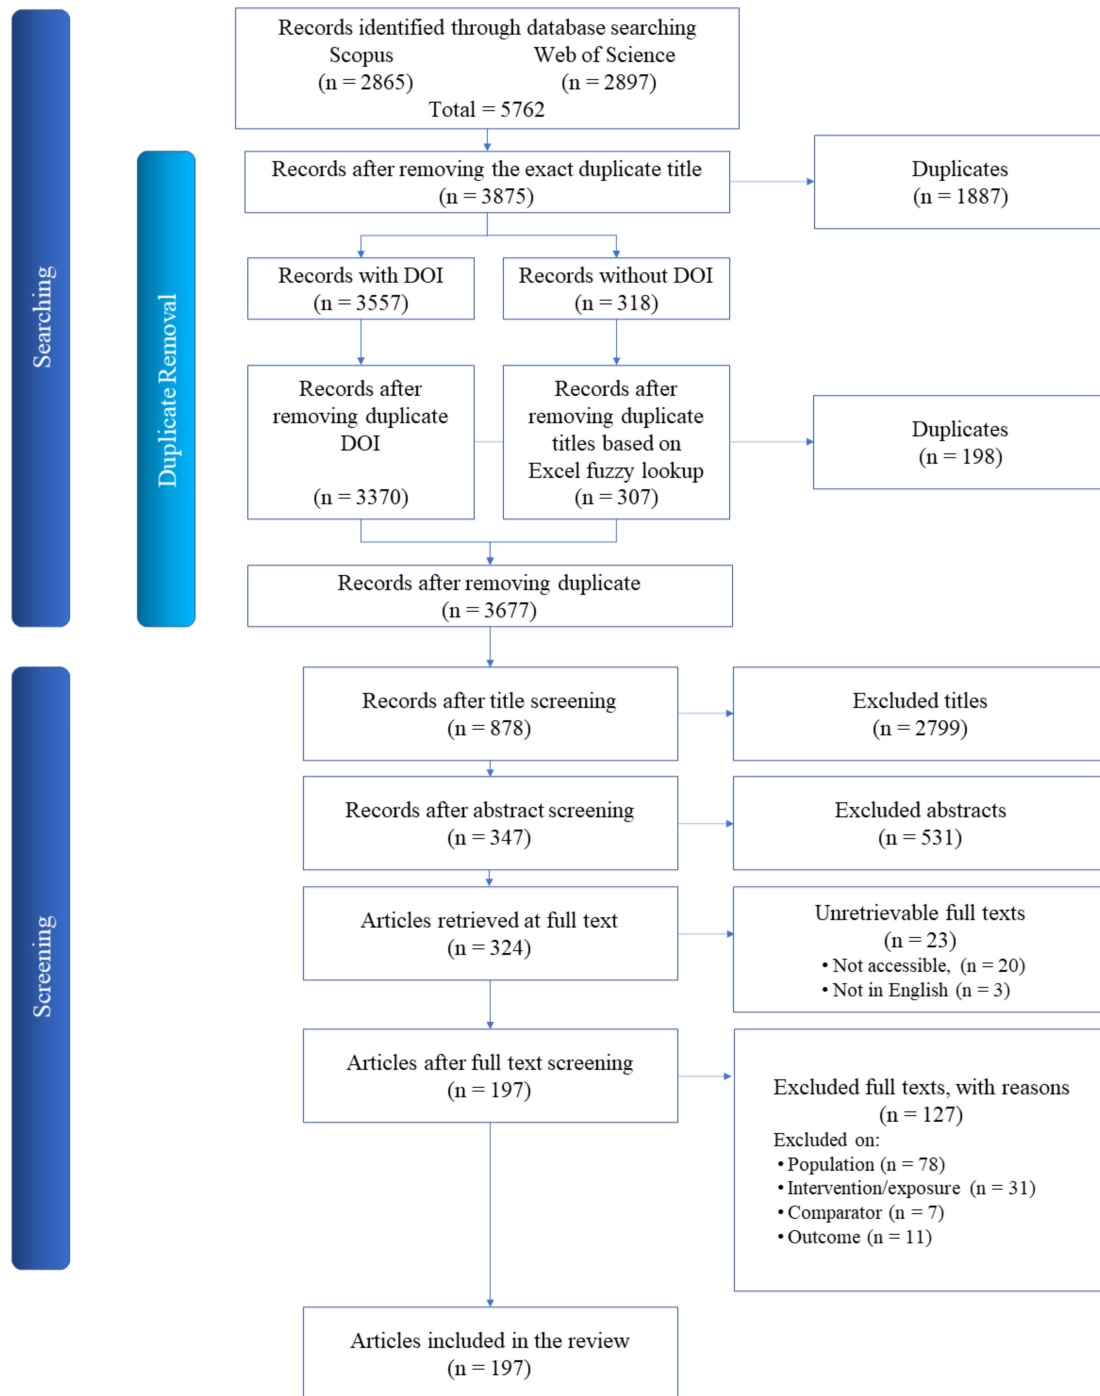 Searching
Duplicate Removal
Records identified through database searching
Scopus Web of Science
(n = 2865) (n = 2897)
Total = 5762
Records after removing the exact duplicate title
(n = 3875)
Duplicates
(n = 1887)
Records with DOI
(n = 3557)
Records without DOI
(n = 318)
Records after
removing duplicate
DOI
(n = 3370)
Records after
removing duplicate
titles based on
Excel fuzzy lookup
(n = 307)
Duplicates
(n = 198)
Records after removing duplicate
(n = 3677)
Screening
Records after title screening
(n = 878)
Excluded titles
(n = 2799)
Records after abstract screening
(n = 347)
Excluded abstracts
(n = 531)
Articles retrieved at full text
(n = 324)
Unretrievable full texts
(n = 23)
• Not accessible, (n = 20)
• Not in English (n = 3)
Articles after full text screening
(n = 197)
Excluded full texts, with reasons
(n = 127)
Excluded on:
• Population (n = 78)
• Intervention/exposure (n = 31)
• Comparator (n = 7)
• Outcome (n = 11)
Articles included in the review
(n = 197)